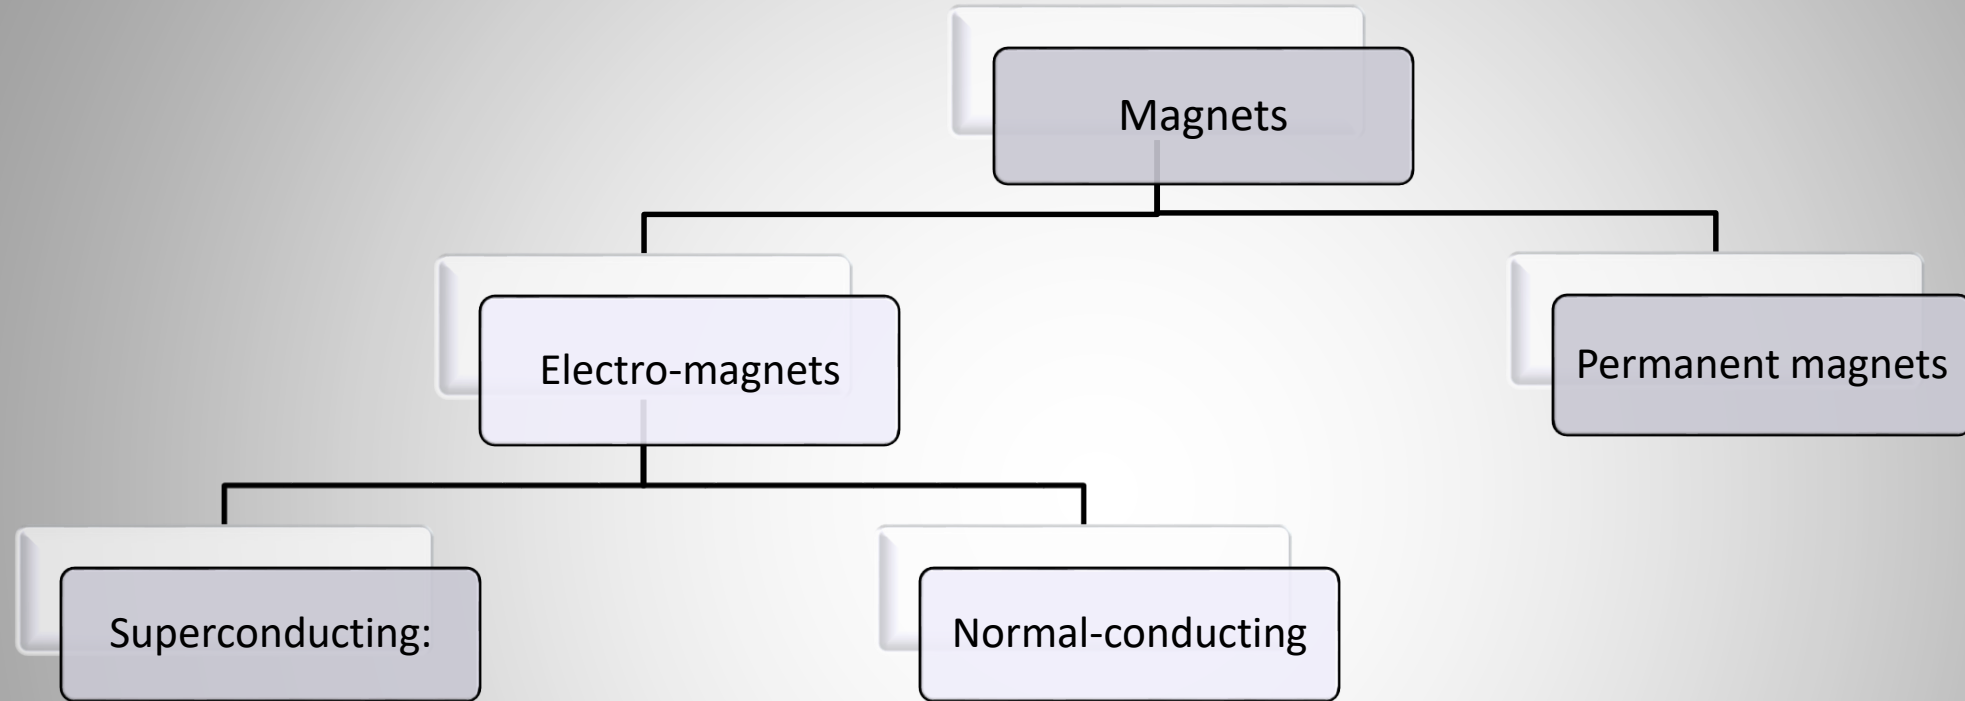 Magnets
Electro-magnets
Permanent magnets
Superconducting:
Normal-conducting